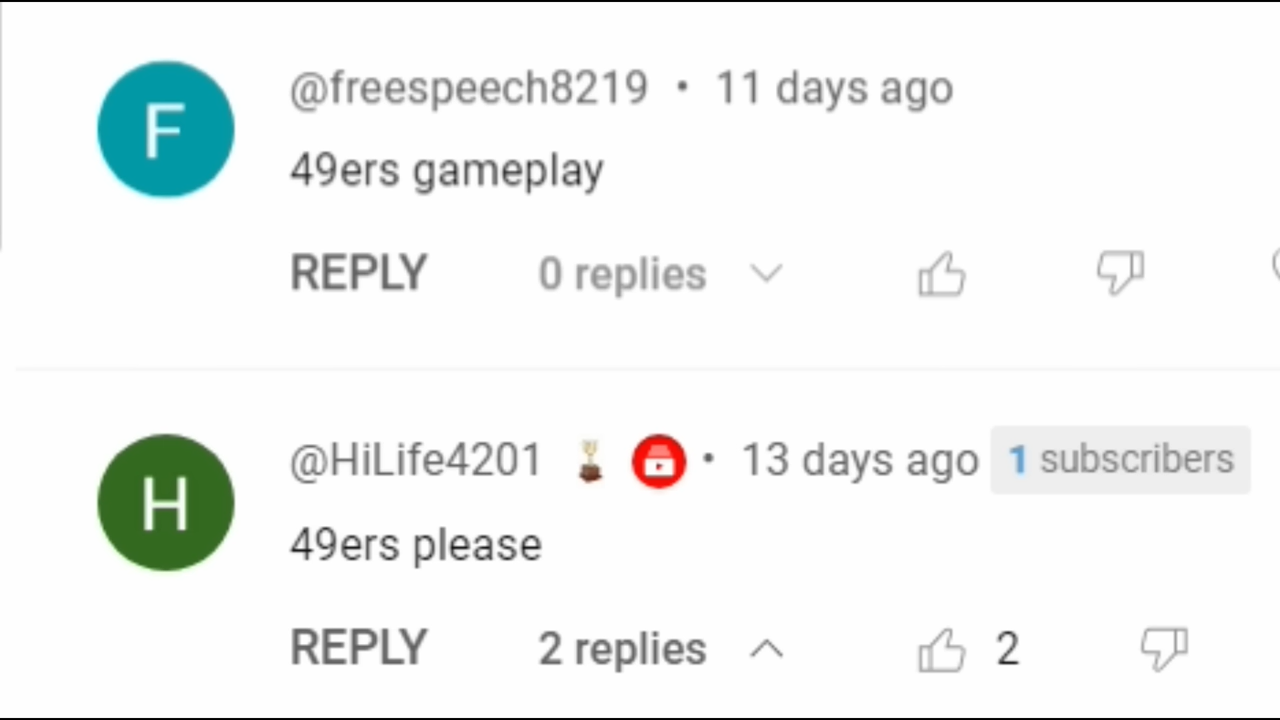 F
@freespeech8219 • 11 days ago
49ers gameplay
REPLY 0 replies
H
@HiLife4201 • 13 days ago 1 subscribers
49ers please
REPLY 2 replies 2